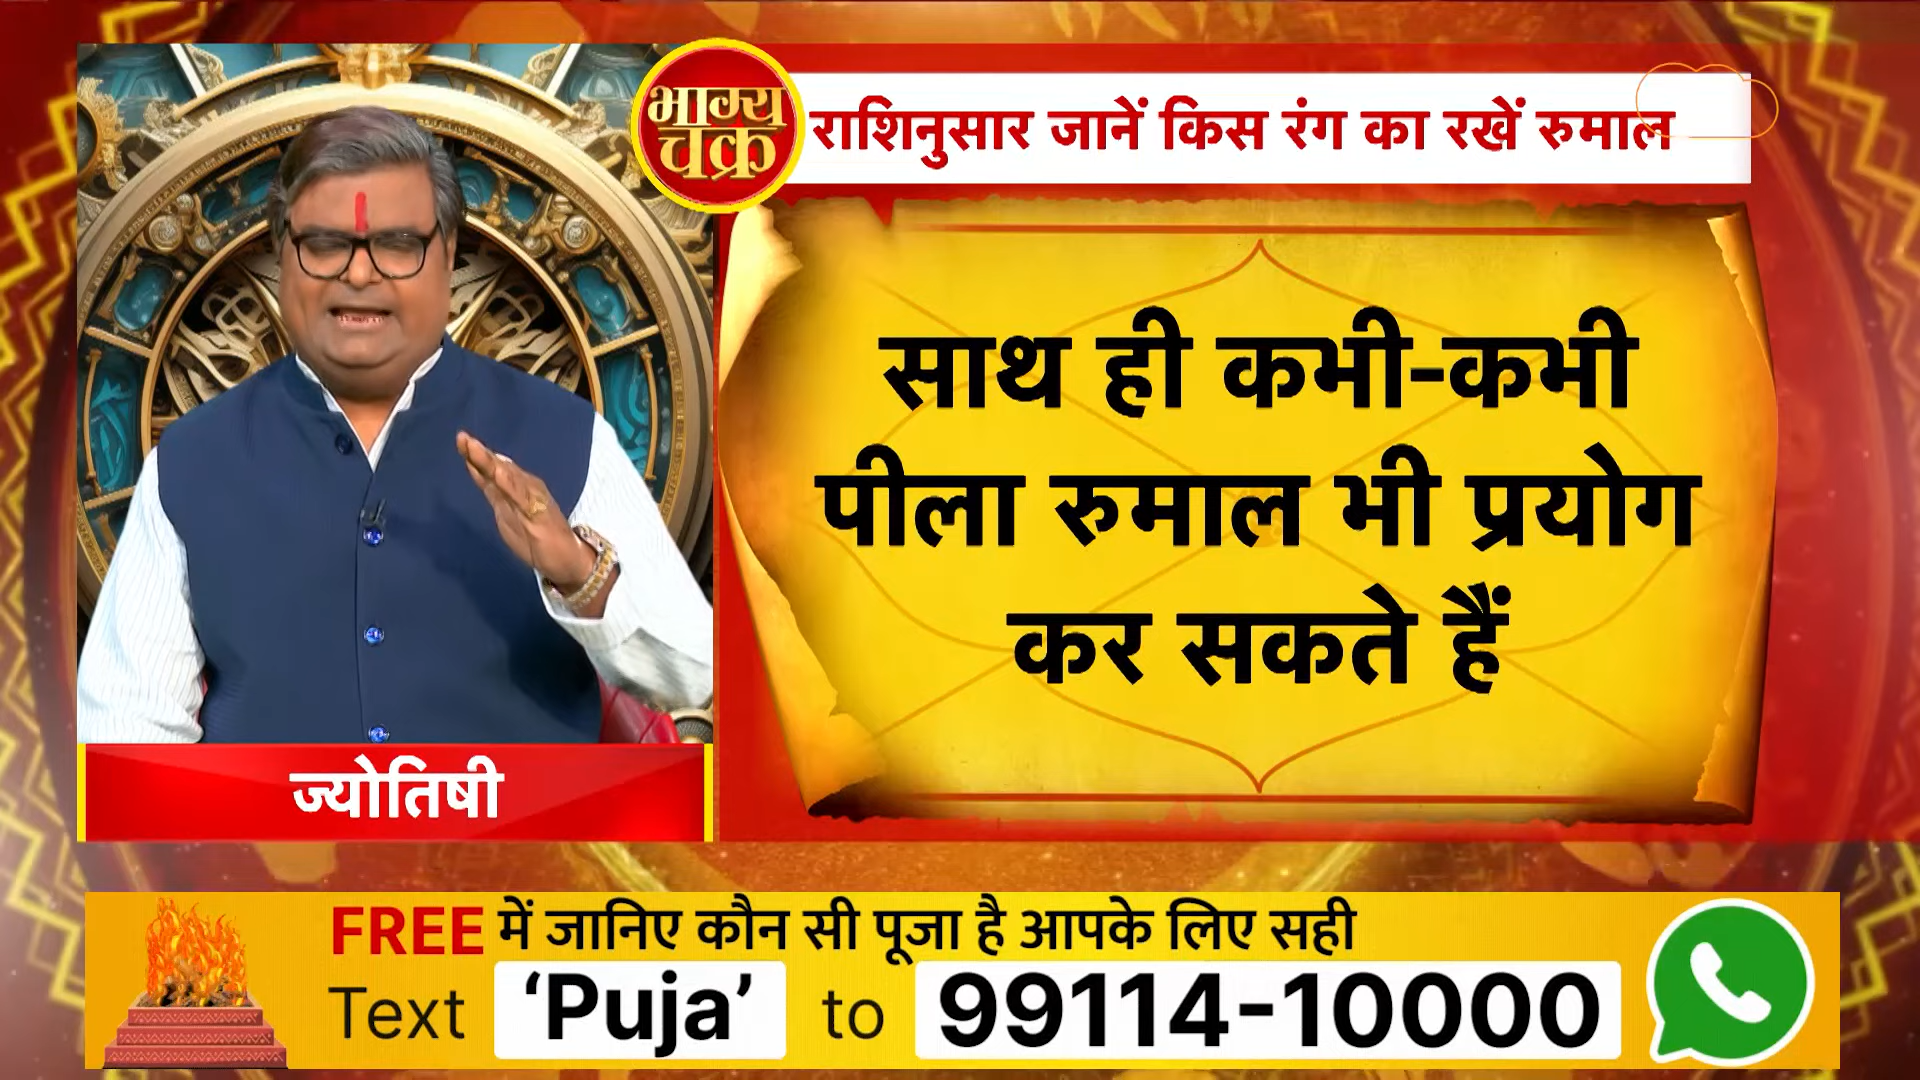 भाग्य
चक्र
राशिनुसार जानें किस रंग का रखें रुमाल
साथ ही कभी-कभी
पीला रुमाल भी प्रयोग
कर सकते हैं
ज्योतिषी
FREE में जानिए कौन सी पूजा है आपके लिए सही
Text ‘Puja’ to 99114-10000